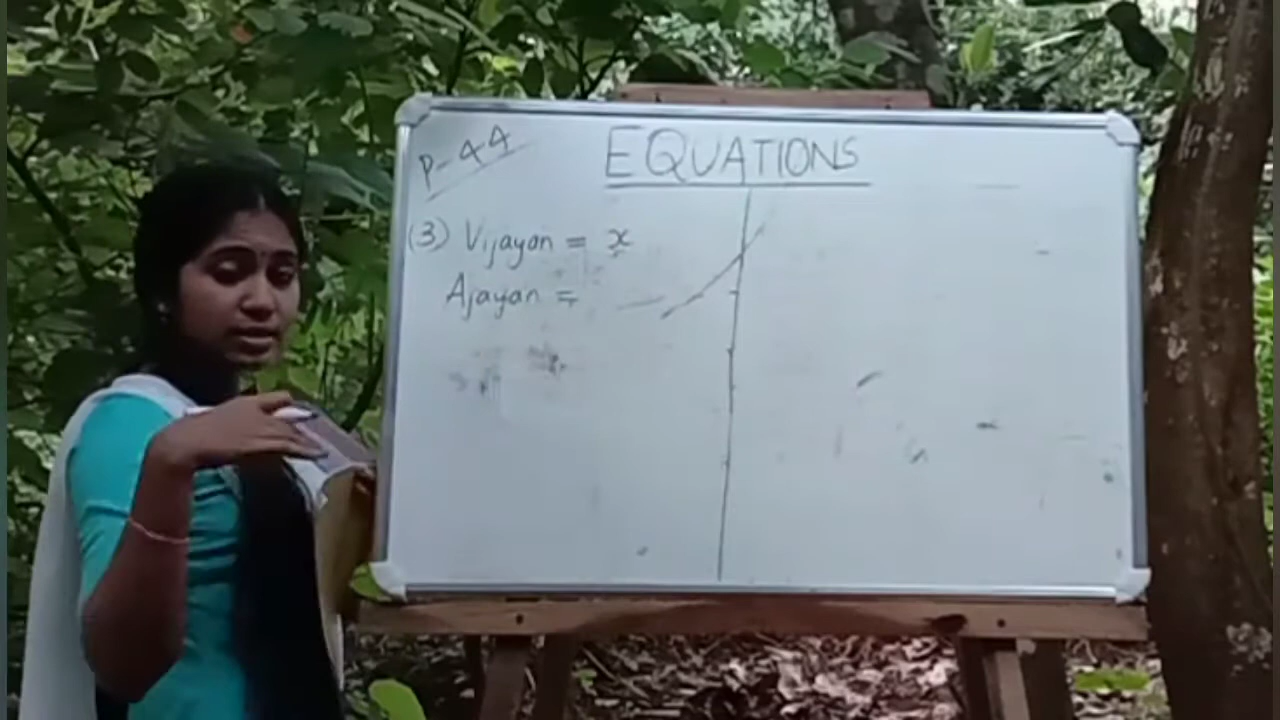 P-44
EQUATIONS
(3) Vijayan = x
Ajayan =